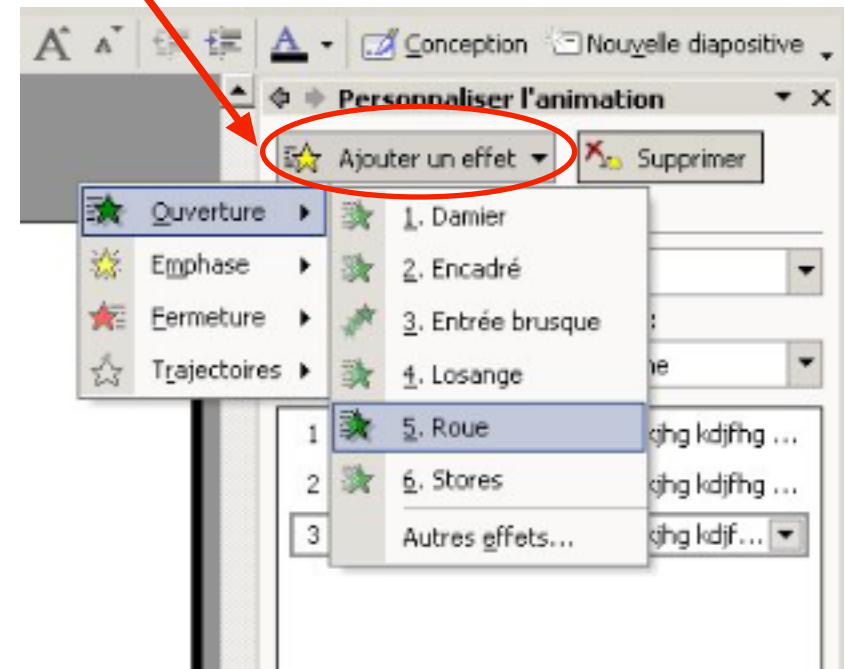 A A A Conception Nouvelle diapositive
Personnaliser l'animation
Ajouter un effet Supprimer
Ouverture
Emphase
Fermeture
Trajectoires
1. Damier
2. Encadré
3. Entrée brusque
:
4. Losange
ne
5. Roue
6. Stores
Autres effets...
1 kjhg kdjfhg ...
2 kjhg kdjfhg ...
3 kjhg kdjf...